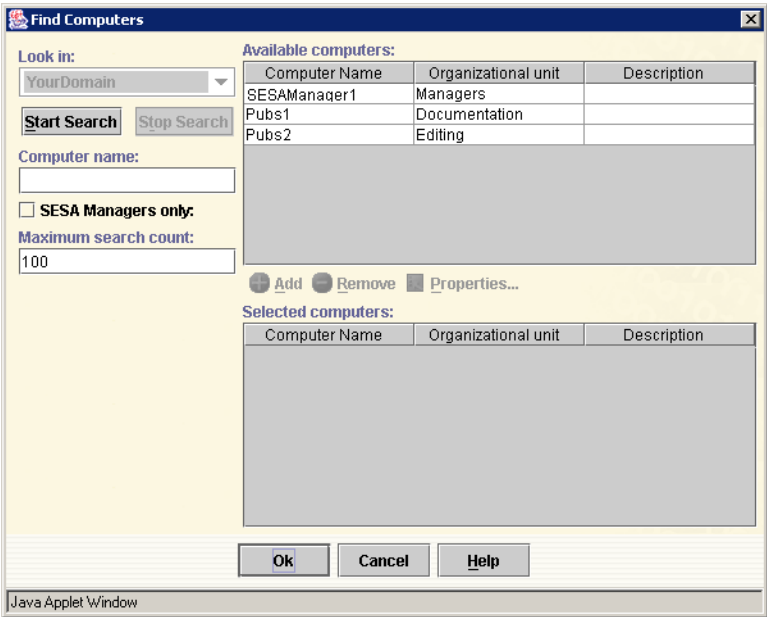 Find Computers
Look in:
YourDomain
Start Search Stop Search
Computer name:
SESA Managers only:
Maximum search count:
100
Available computers:
Computer Name Organizational unit Description
SESAManager1 Managers
Pubs1 Documentation
Pubs2 Editing
Add Remove Properties...
Selected computers:
Computer Name Organizational unit Description
Ok Cancel Help
Java Applet Window